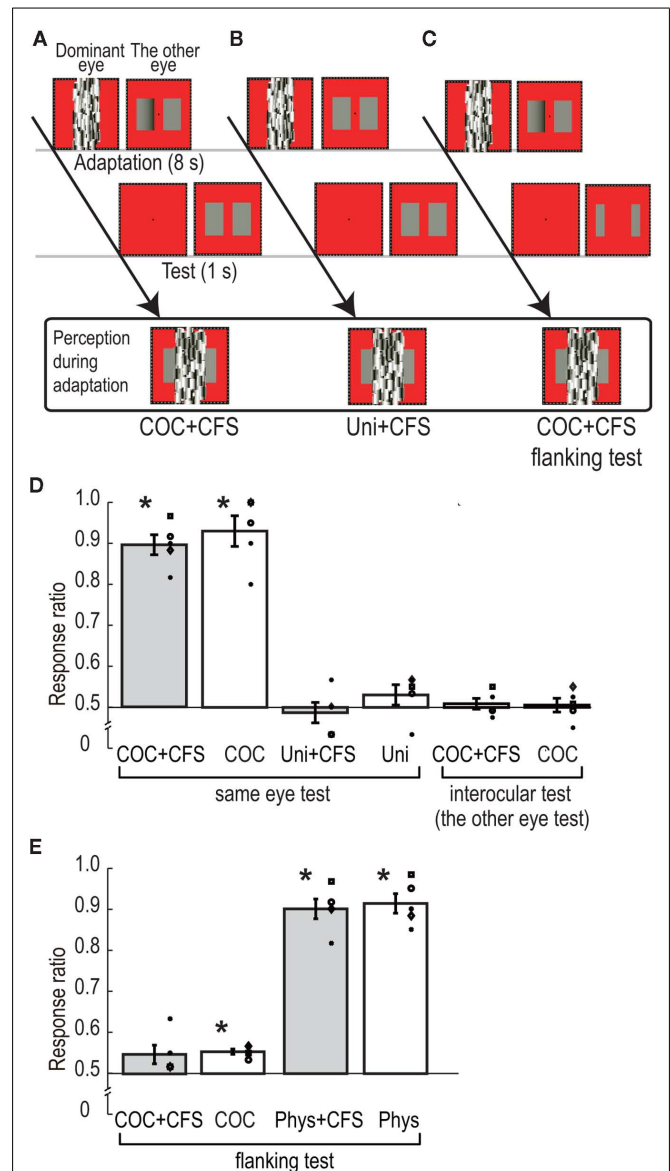 A B C
Dominant eye The other eye
Adaptation (8 s)
Test (1 s)
Perception
during
adaptation
COC+CFS Uni+CFS COC+CFS
flanking test
D
Response ratio
1.0
0.9
0.8
0.7
0.6
0.5
0
* *
COC+CFS COC Uni+CFS Uni COC+CFS COC
same eye test interocular test
(the other eye test)
E
Response ratio
1.0
0.9
0.8
0.7
0.6
0.5
0
* * *
COC+CFS COC Phys+CFS Phys
flanking test